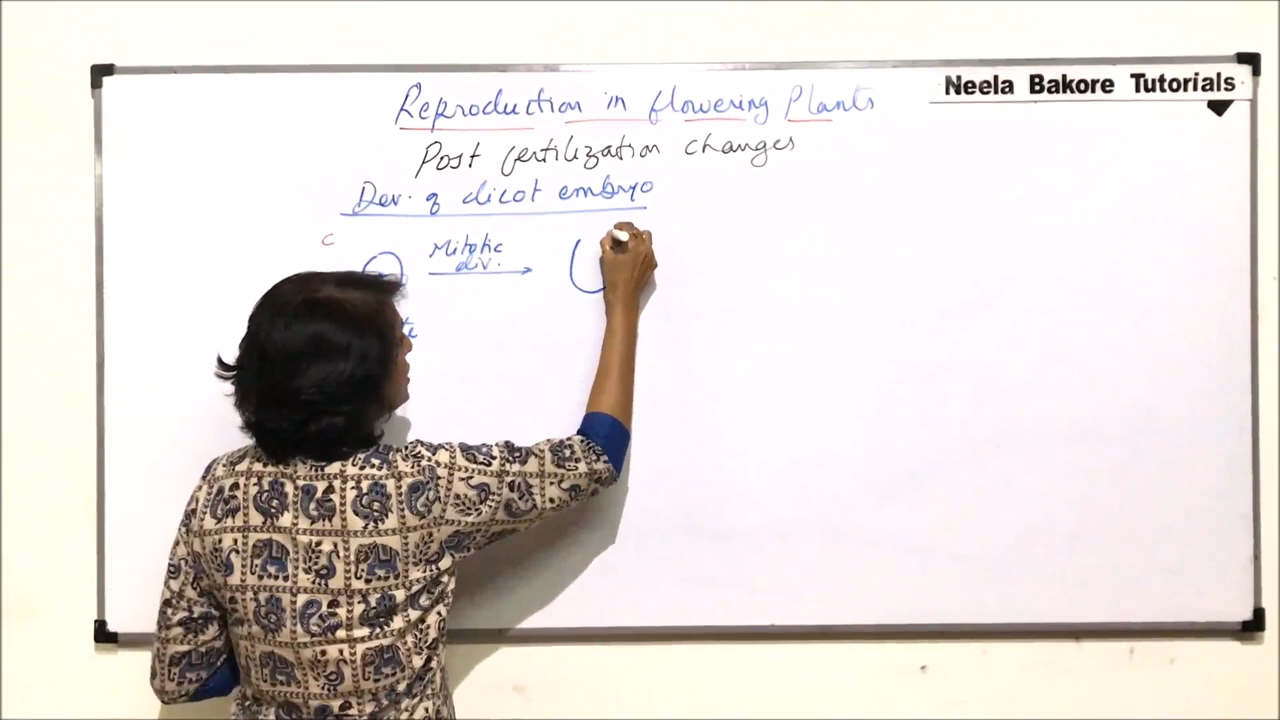 Neela Bakore Tutorials
Reproduction in flowering Plants
Post fertilization changes
Dev. of dicot embryo
C
Mitotic
div.